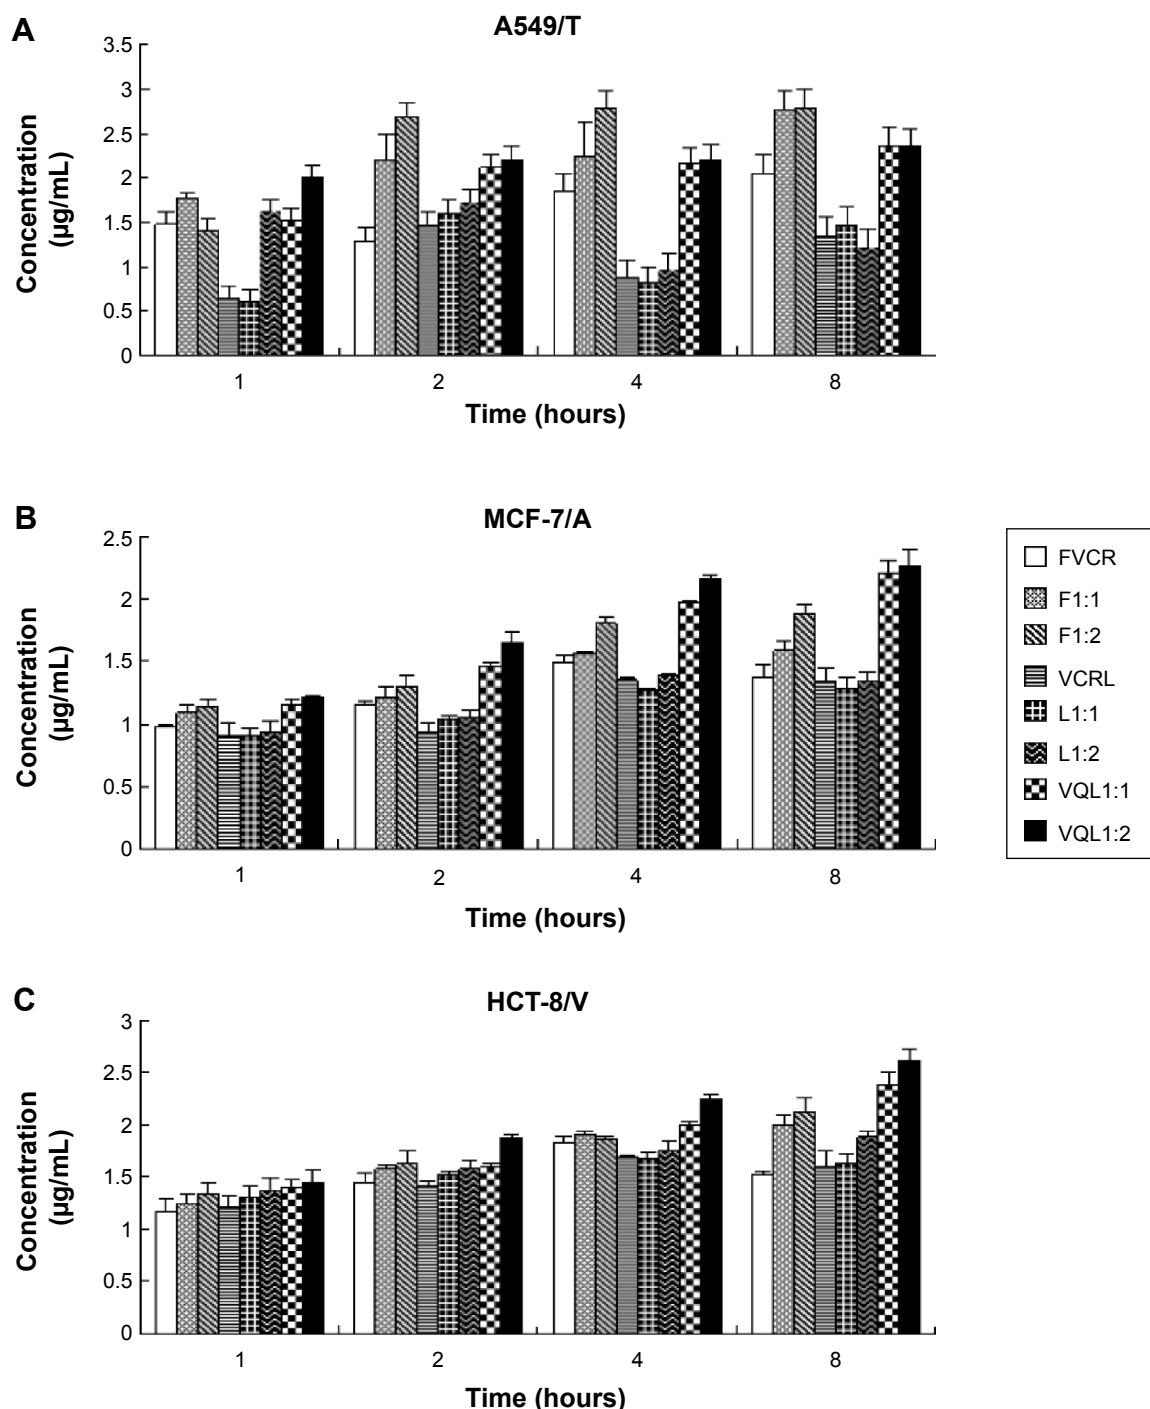 A
A549/T
Concentration
(µg/mL)
3.5
3
2.5
2
1.5
1
0.5
0
1 2 4 8
Time (hours)
B
MCF-7/A
Concentration
(µg/mL)
2.5
2
1.5
1
0.5
0
1 2 4 8
Time (hours)
FVCR
F1:1
F1:2
VCRL
L1:1
L1:2
VQL1:1
VQL1:2
C
HCT-8/V
Concentration
(µg/mL)
3
2.5
2
1.5
1
0.5
0
1 2 4 8
Time (hours)